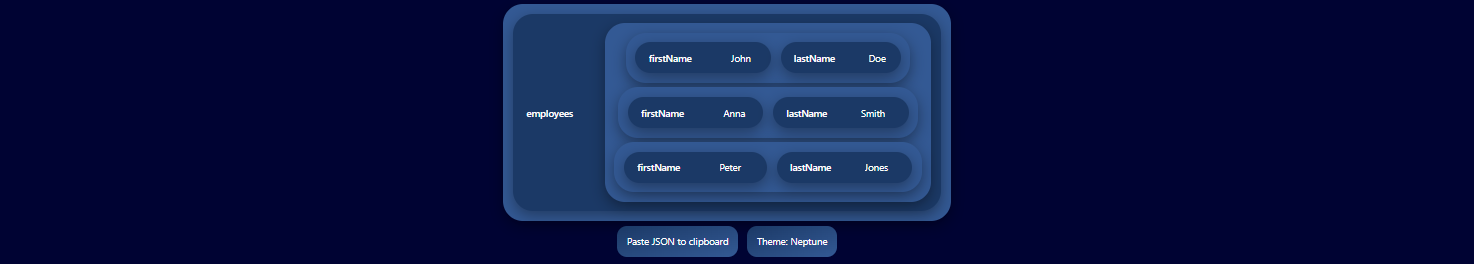 firstName John lastName Doe
employees firstName Anna lastName Smith
firstName Peter lastName Jones
Paste JSON to clipboard Theme: Neptune